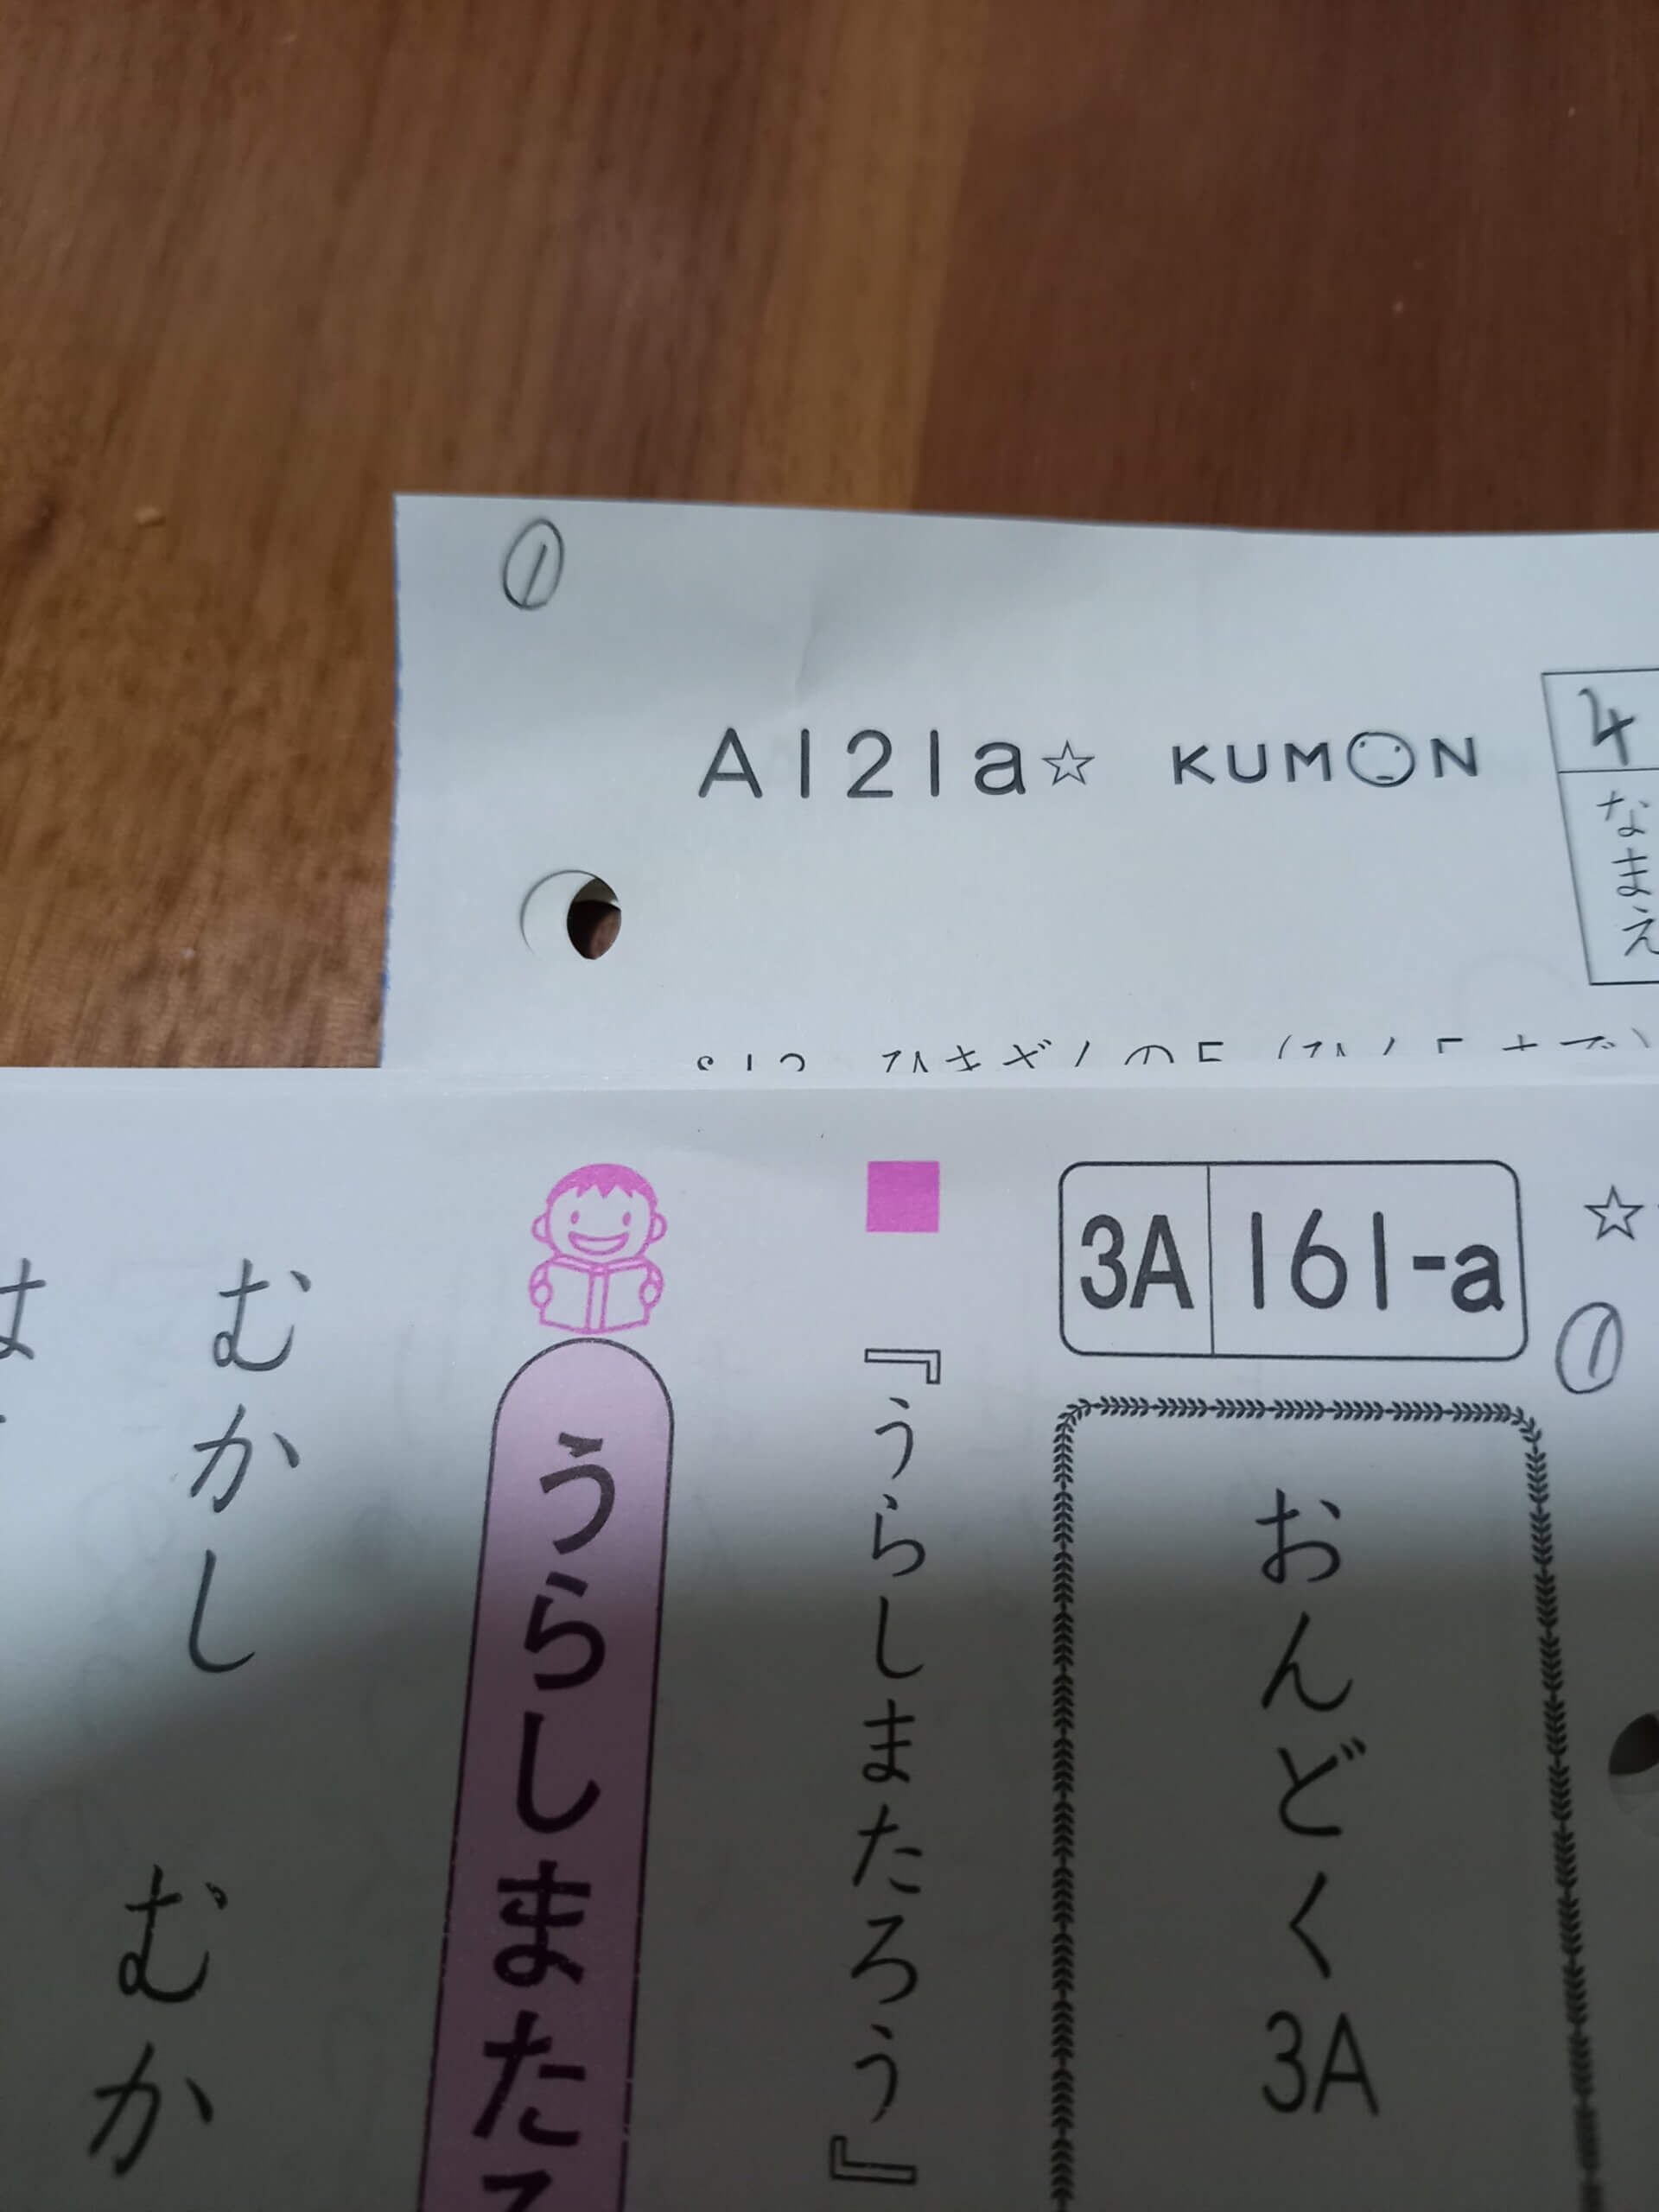 ①
A121a☆ KUMON
4
なまえ
☆
①
3A 161-a
おんどく 3A
■『うらしまたろう』
うらしまた
むかし むか